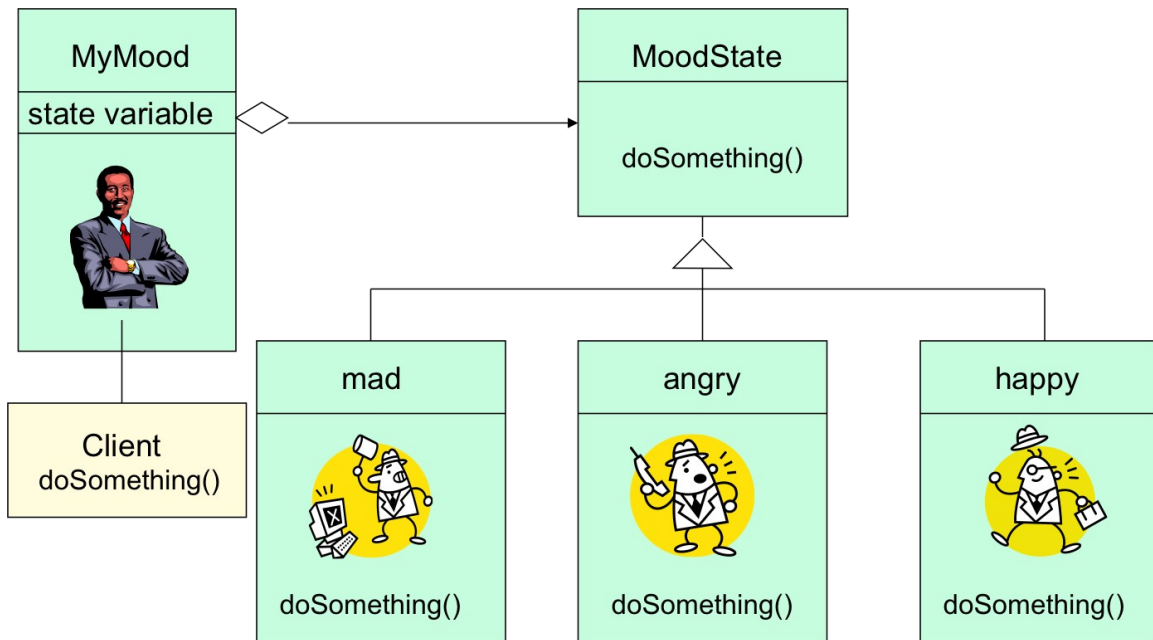 MyMood
state variable
MoodState
doSomething()
Client
doSomething()
mad
doSomething()
angry
doSomething()
happy
doSomething()